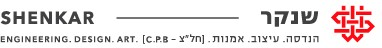 SHENKAR שנקר
ENGINEERING. DESIGN. ART. [C.P.B – חל"צ] .הנדסה. עיצוב. אמנות